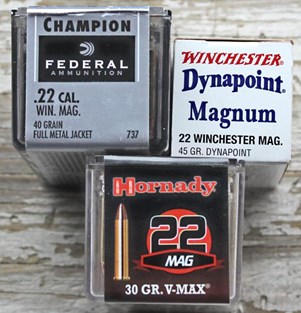 CHAMPION
FEDERAL
AMMUNITION
.22 CAL.
WIN. MAG.
40 GRAIN
FULL METAL JACKET 737
WINCHESTER
Dynapoint
Magnum
22 WINCHESTER MAG.
45 GR. DYNAPOINT
Hornady
22
MAG
30 GR. V-MAX®